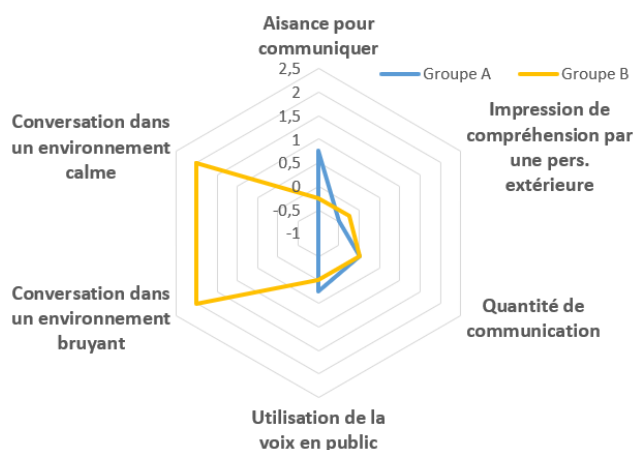 Aisance pour
communiquer
2,5
2
1,5
1
0,5
0
-0,5
-1
Groupe A
Groupe B
Impression de
compréhension par
une pers.
extérieure
Quantité de
communication
Utilisation de la
voix en public
Conversation dans
un environnement
bruyant
Conversation dans
un environnement
calme